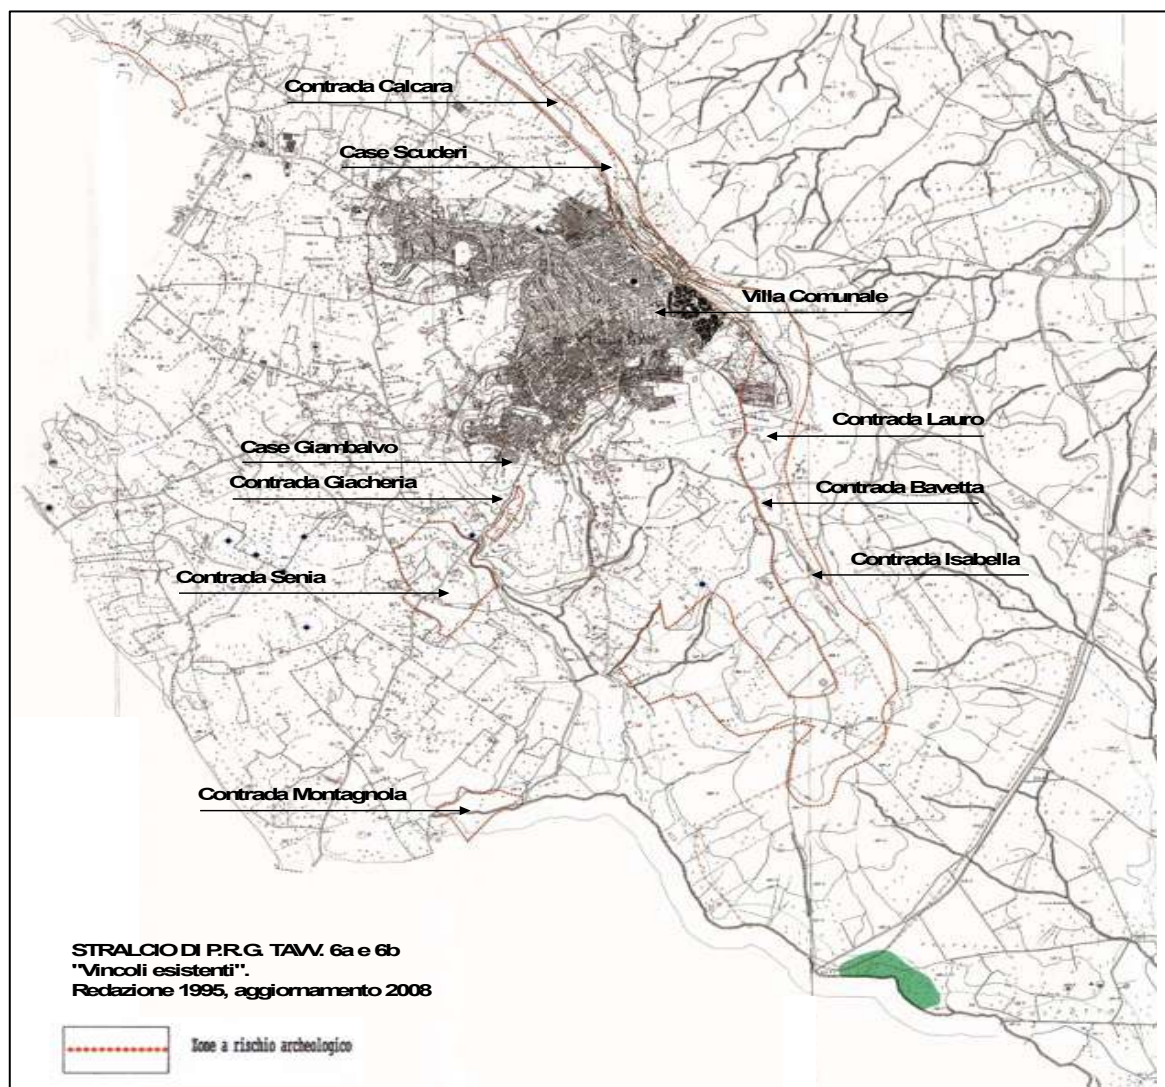 Contrada Calcara
Case Scuderi
Villa Comunale
Contrada Lauro
Case Giambalvo
Contrada Giacheria
Contrada Bavetta
Contrada Isabella
Contrada Senia
Contrada Montagnola
STRALCIO DI P.R.G. TAVV. 6a e 6b
"Vincoli esistenti".
Redazione 1995, aggiornamento 2008
Zone a rischio archeologico